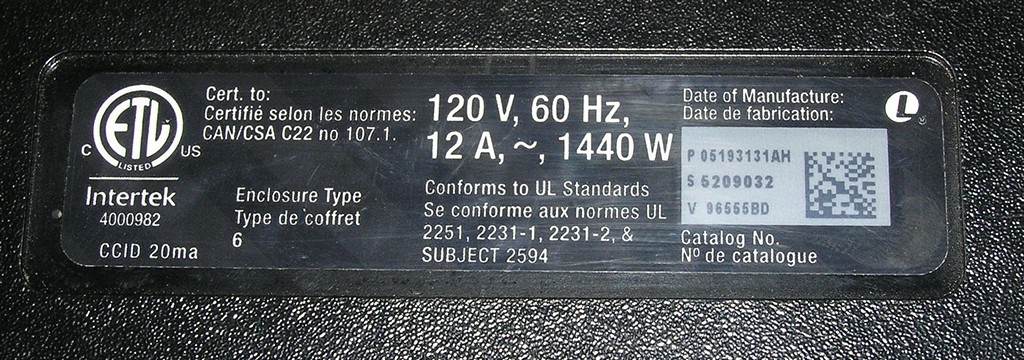 ETL
C US
LISTED
Intertek
4000982
CCID 20ma
Cert. to:
Certifié selon les normes:
CAN/CSA C22 no 107.1.
Enclosure Type
Type de coffret
6
120 V, 60 Hz,
12 A, ~, 1440 W
Conforms to UL Standards
Se conforme aux normes UL
2251, 2231-1, 2231-2, &
SUBJECT 2594
Date of Manufacture:
Date de fabrication:
L
P 05193131AH
S 5209032
V 96555BD
Catalog No.
Nº de catalogue